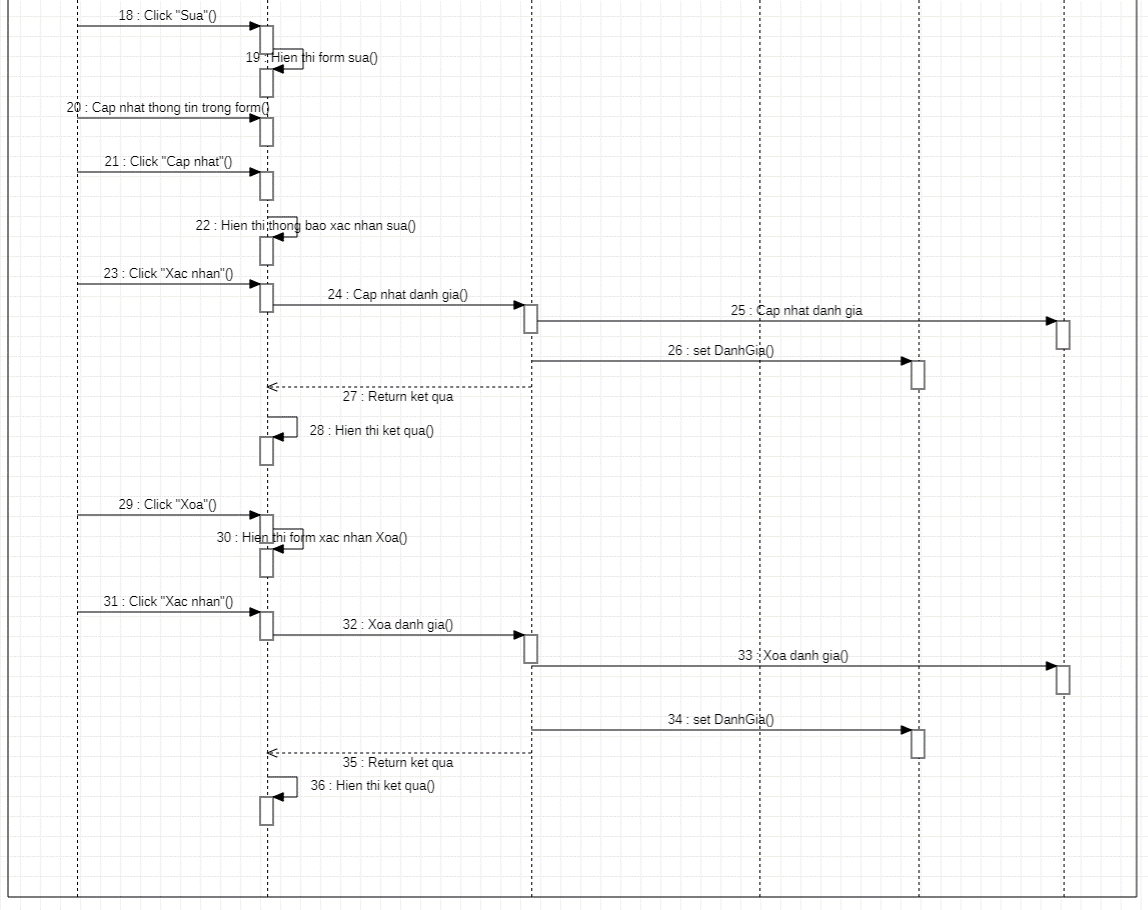 18 : Click "Sua"()
19 : Hien thi form sua()
20 : Cap nhat thong tin trong form()
21 : Click "Cap nhat"()
22 : Hien thi thong bao xac nhan sua()
23 : Click "Xac nhan"()
24 : Cap nhat danh gia()
25 : Cap nhat danh gia
26 : set DanhGia()
27 : Return ket qua
28 : Hien thi ket qua()
29 : Click "Xoa"()
30 : Hien thi form xac nhan Xoa()
31 : Click "Xac nhan"()
32 : Xoa danh gia()
33 : Xoa danh gia()
34 : set DanhGia()
35 : Return ket qua
36 : Hien thi ket qua()